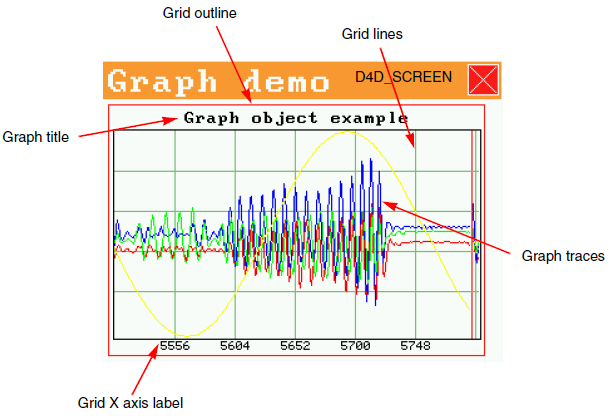 Grid outline
Grid lines
Graph demo
D4D_SCREEN
Graph title
Graph object example
Graph traces
5556 5604 5652 5700 5748
Grid X axis label